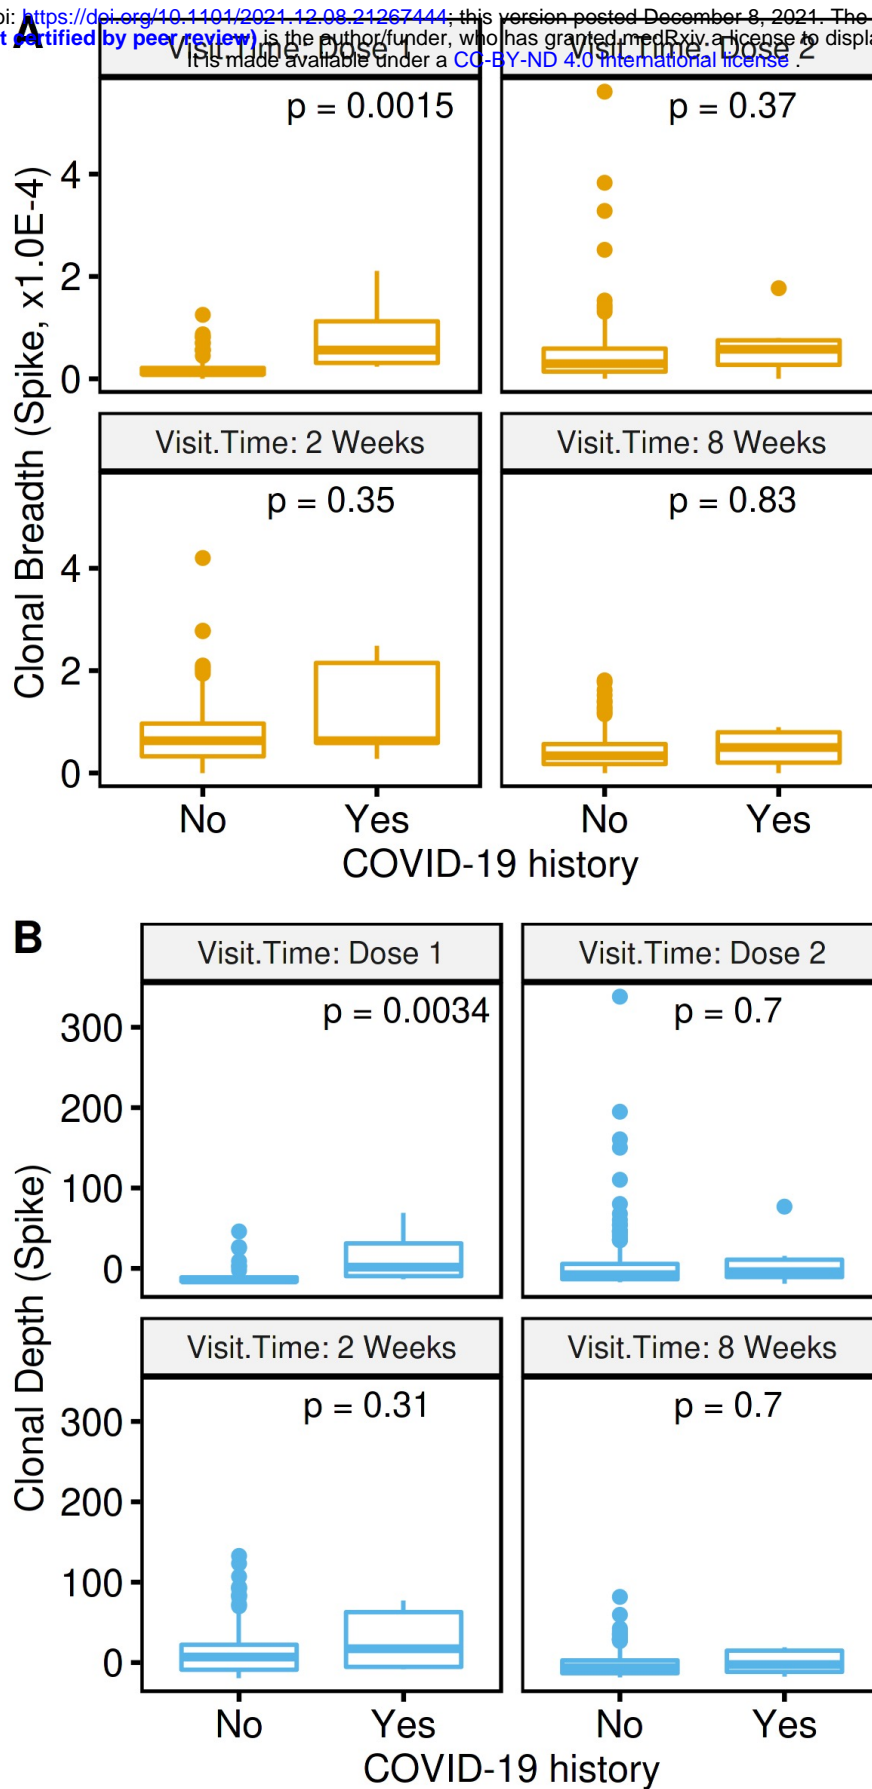 oi: https://doi.org/10.1101/2021.12.08.21267444; this version posted December 8, 2021. The
t certified by peer review) is the author/funder, who has granted medRxiv a license to displa
It is made available under a CC-BY-ND 4.0 International license .
A
Visit.Time: Dose 1
Visit.Time: Dose 2
p = 0.0015
p = 0.37
4
2
0
Visit.Time: 2 Weeks
Visit.Time: 8 Weeks
p = 0.35
p = 0.83
4
2
0
Clonal Breadth (Spike, x1.0E-4)
No
Yes
No
Yes
COVID-19 history
B
Visit.Time: Dose 1
Visit.Time: Dose 2
p = 0.0034
p = 0.7
300
200
100
0
Visit.Time: 2 Weeks
Visit.Time: 8 Weeks
p = 0.31
p = 0.7
300
200
100
0
Clonal Depth (Spike)
No
Yes
No
Yes
COVID-19 history